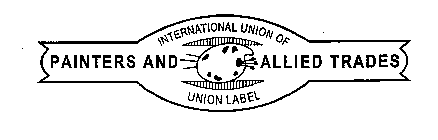 INTERNATIONAL UNION OF
PAINTERS AND ALLIED TRADES
UNION LABEL